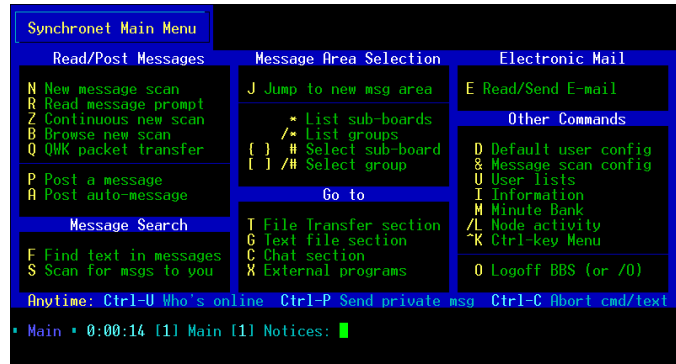 Synchronet Main Menu
Read/Post Messages
N New message scan
R Read message prompt
Z Continuous new scan
B Browse new scan
Q QWK packet transfer
P Post a message
A Post auto-message
Message Search
F Find text in messages
S Scan for msgs to you
Message Area Selection
J Jump to new msg area
* List sub-boards
/* List groups
{ } # Select sub-board
[ ] /# Select group
Go to
T File Transfer section
G Text file section
C Chat section
X External programs
Electronic Mail
E Read/Send E-mail
Other Commands
D Default user config
& Message scan config
U User lists
I Information
M Minute Bank
/L Node activity
^K Ctrl-key Menu
O Logoff BBS (or /O)
Anytime: Ctrl-U Who's online Ctrl-P Send private msg Ctrl-C Abort cmd/text
▪ Main ▪ 0:00:14 [1] Main [1] Notices: